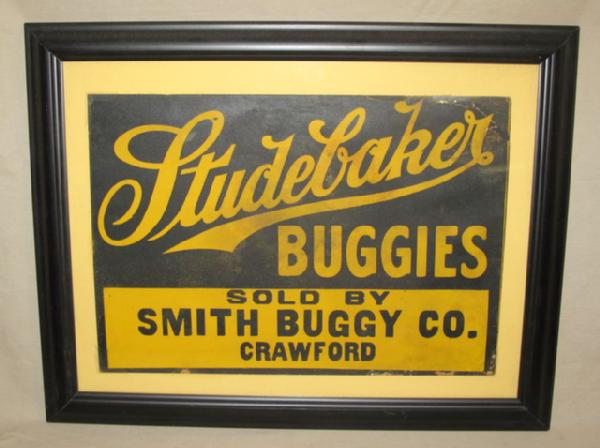 Studebaker
BUGGIES
SOLD BY
SMITH BUGGY CO.
CRAWFORD